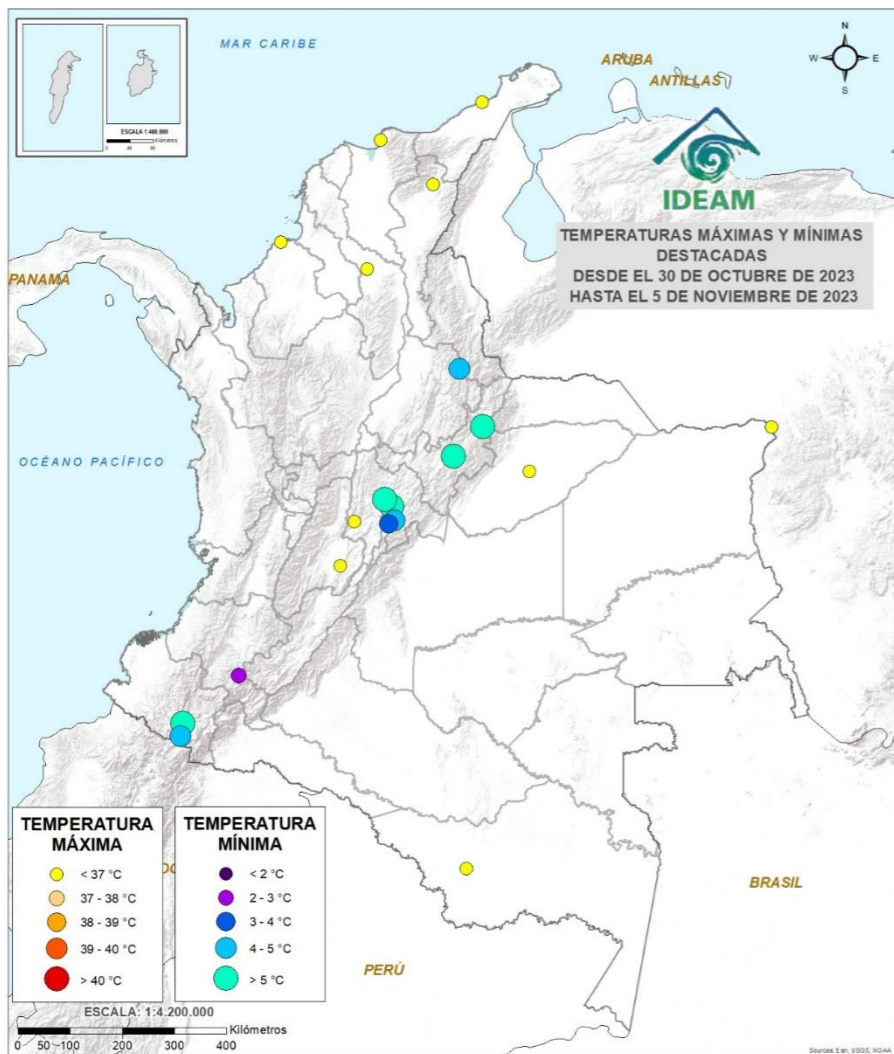 MAR CARIBE
ARUBA
ANTILLAS
N
W
E
S
ESCALA 1:400.000
Kilómetros
IDEAM
TEMPERATURAS MÁXIMAS Y MÍNIMAS
DESTACADAS
DESDE EL 30 DE OCTUBRE DE 2023
HASTA EL 5 DE NOVIEMBRE DE 2023
PANAMÁ
OCÉANO PACÍFICO
TEMPERATURA
MÁXIMA
< 37 °C
37 - 38 °C
38 - 39 °C
39 - 40 °C
> 40 °C
TEMPERATURA
MÍNIMA
< 2 °C
2 - 3 °C
3 - 4 °C
4 - 5 °C
> 5 °C
BRASIL
PERÚ
ESCALA: 1:4.200.000
Kilómetros
0 50 100 200 300 400
Sources: Esri, USGS, NOAA